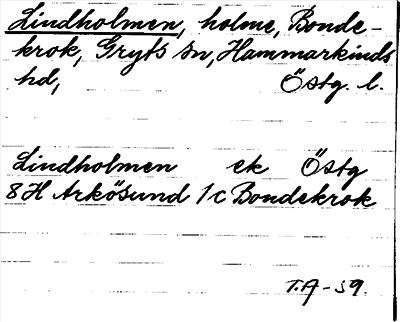 Lindholmen, holme, Bonde-
krok, Gryts sn, Hammarkinds
hd, Östg. l.
Lindholmen ek Östg
8H Arkösund 1c Bondekrok
T.A-59.